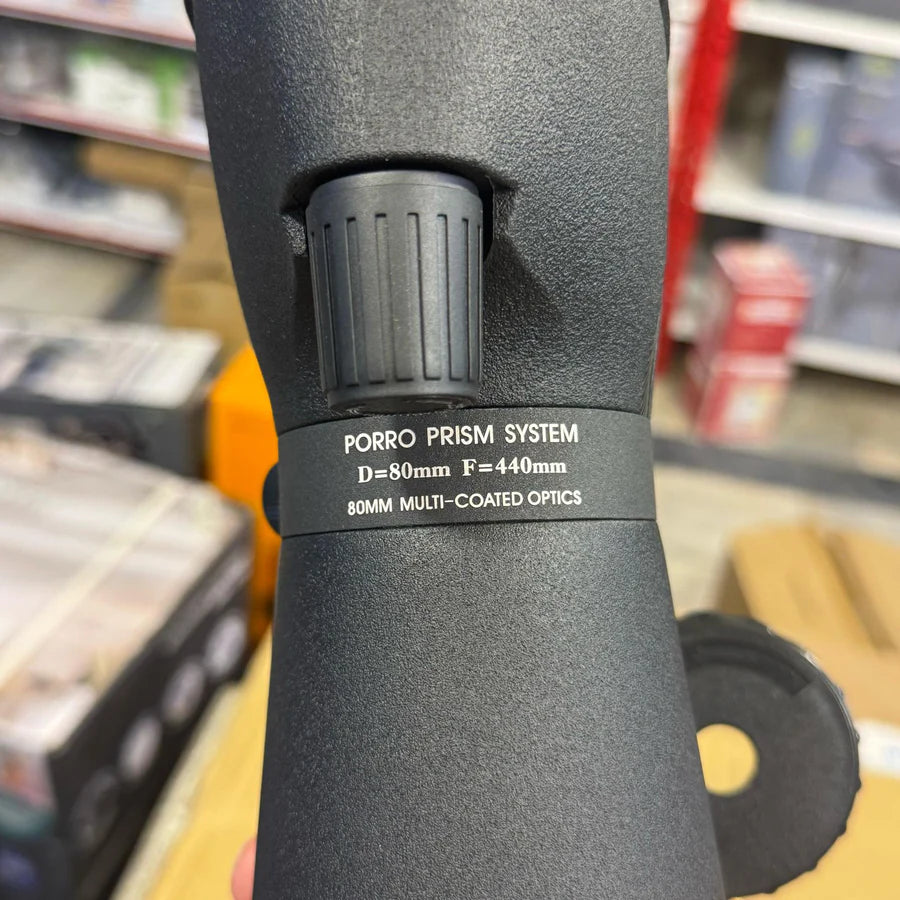 PORRO PRISM SYSTEM
D=80mm F=440mm
80MM MULTI-COATED OPTICS